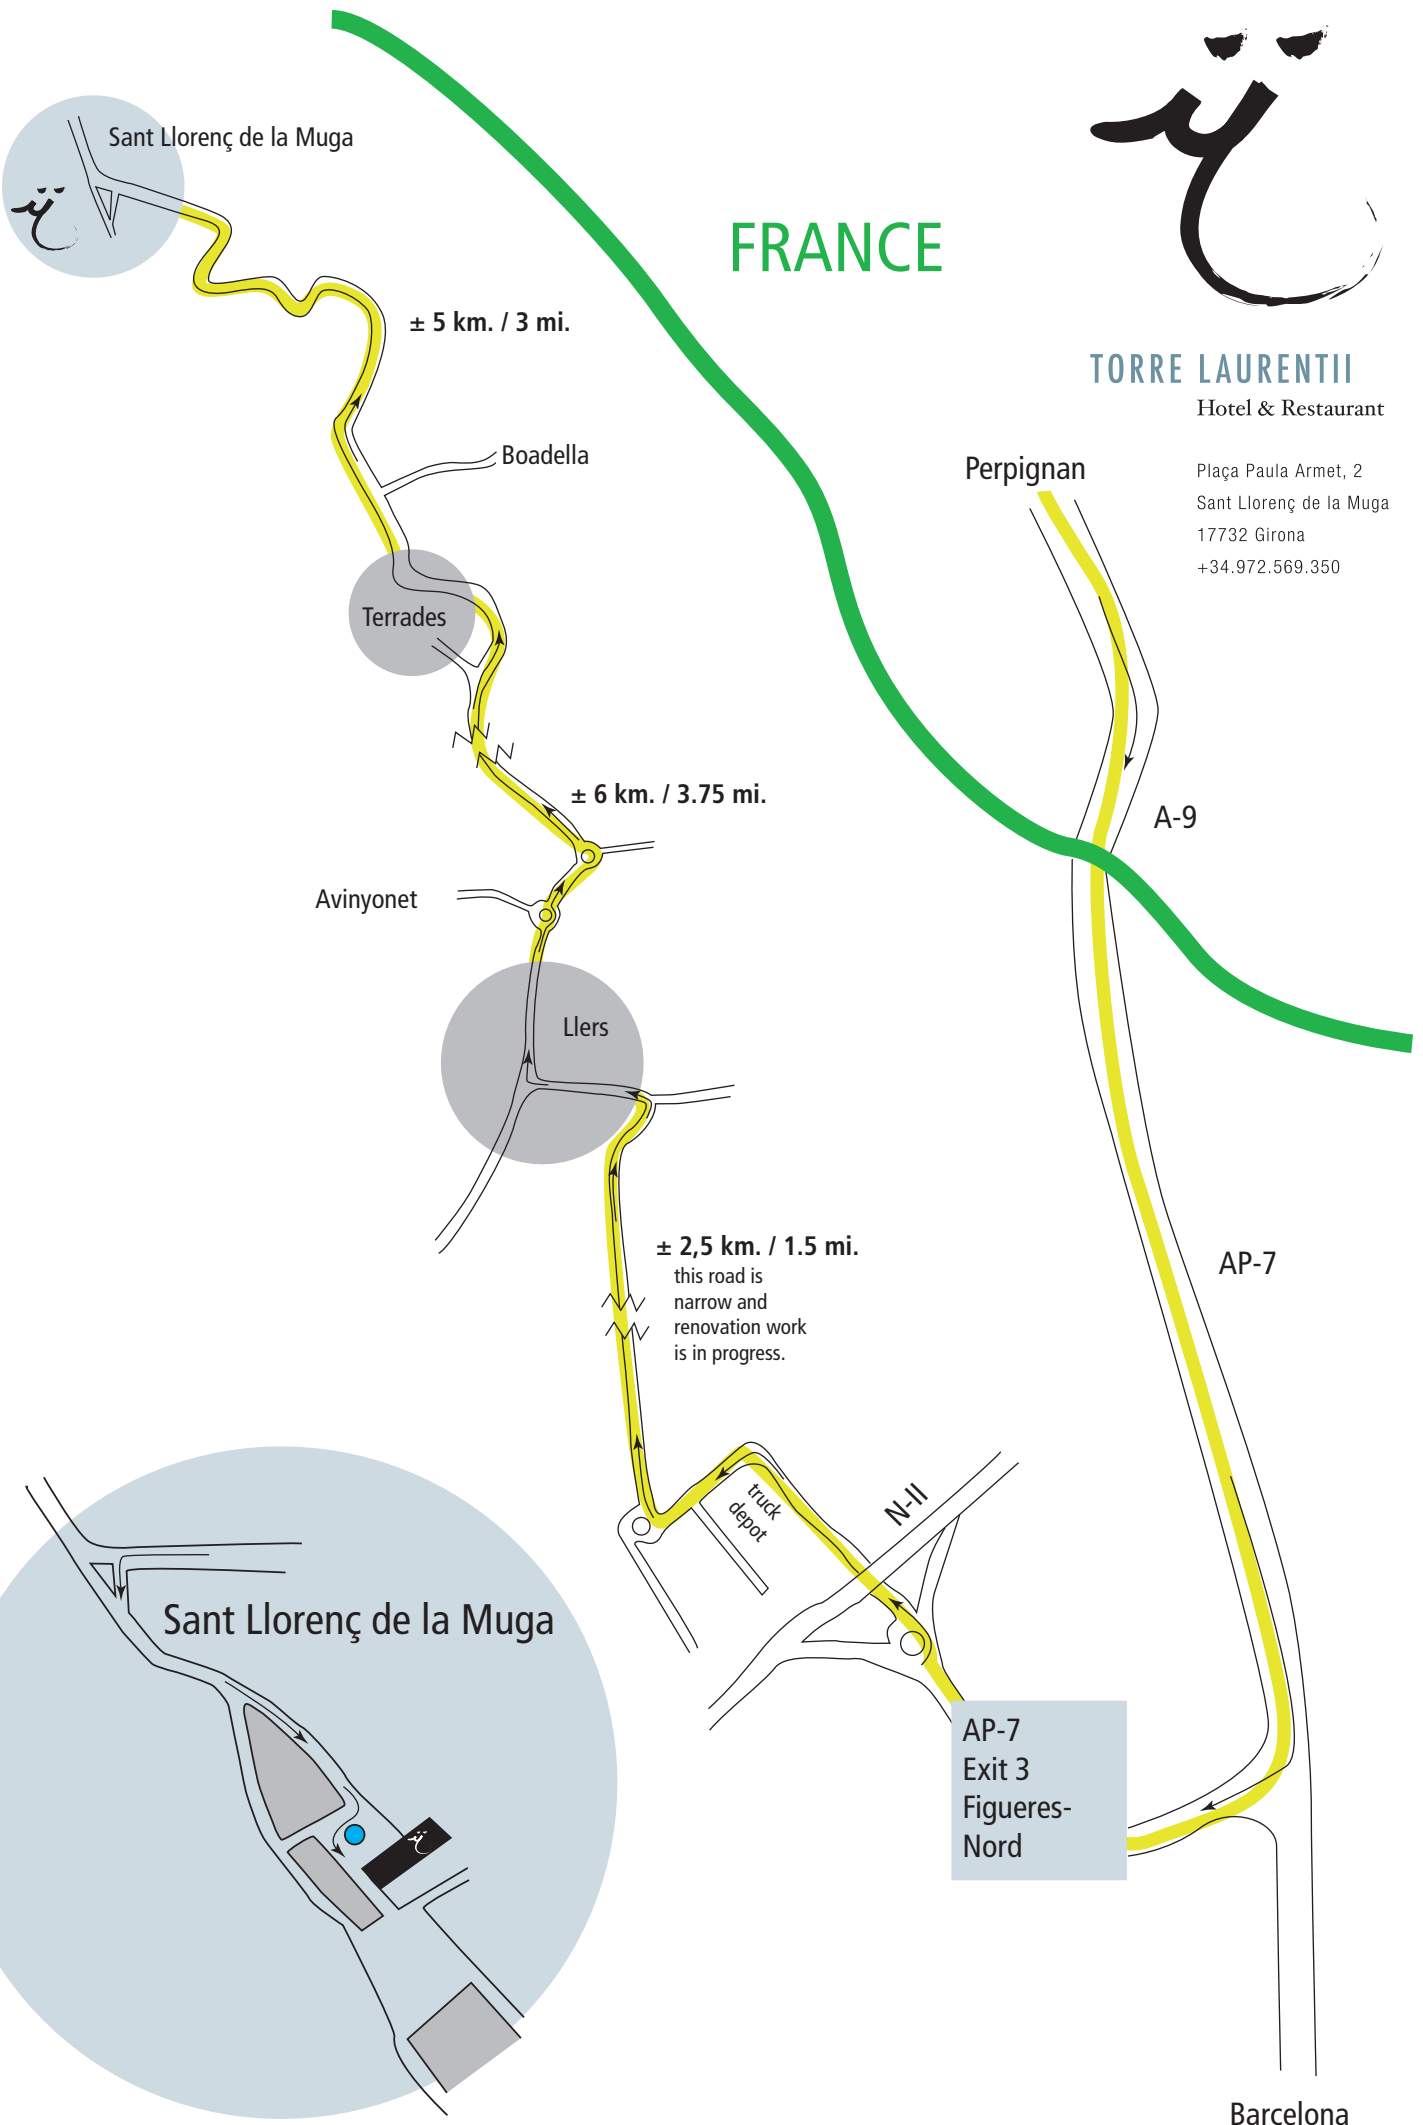 Sant Llorenç de la Muga
FRANCE
TORRE LAURENTII
Hotel & Restaurant
Plaça Paula Armet, 2
Sant Llorenç de la Muga
17732 Girona
+34.972.569.350
± 5 km. / 3 mi.
Boadella
Perpignan
Terrades
± 6 km. / 3.75 mi.
A-9
Avinyonet
Llers
± 2,5 km. / 1.5 mi.
this road is
narrow and
renovation work
is in progress.
AP-7
truck
depot
N-II
Sant Llorenç de la Muga
AP-7
Exit 3
Figueres-
Nord
Barcelona